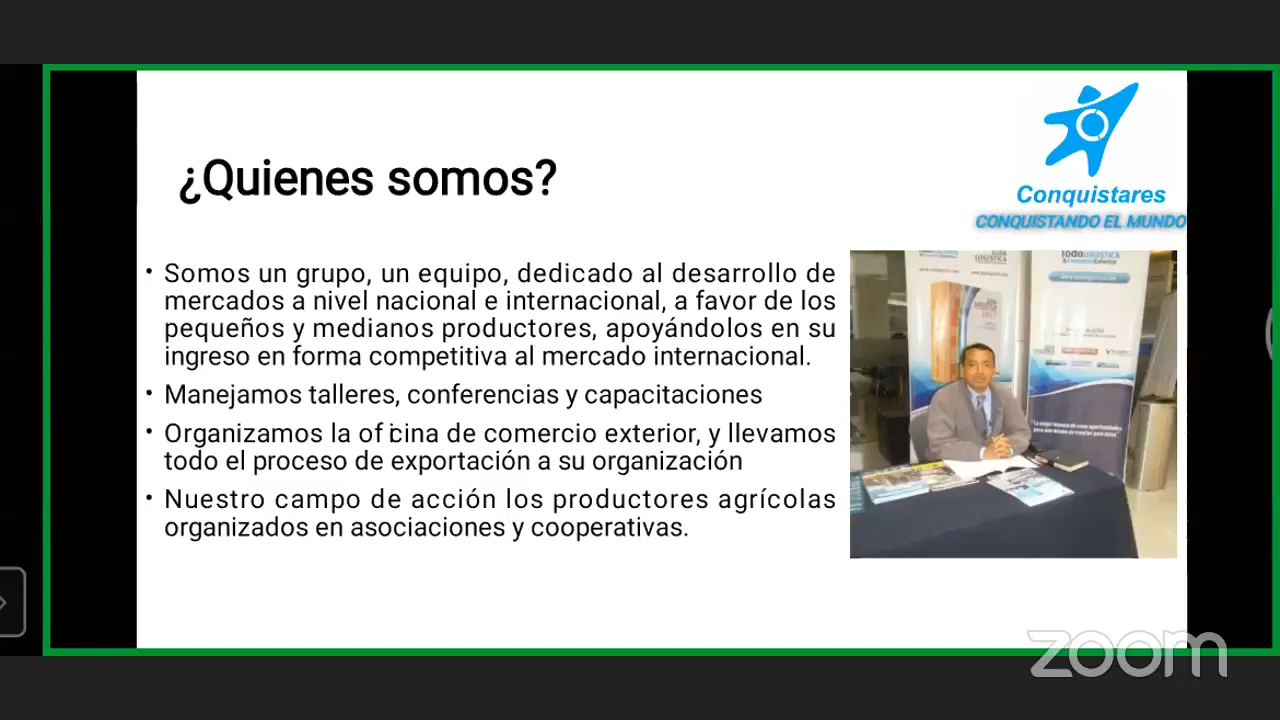 Conquistares
CONQUISTANDO EL MUNDO
¿Quienes somos?
• Somos un grupo, un equipo, dedicado al desarrollo de
mercados a nivel nacional e internacional, a favor de los
pequeños y medianos productores, apoyándolos en su
ingreso en forma competitiva al mercado internacional.
• Manejamos talleres, conferencias y capacitaciones
• Organizamos la oficina de comercio exterior, y llevamos
todo el proceso de exportación a su organización
• Nuestro campo de acción los productores agrícolas
organizados en asociaciones y cooperativas.
LOGISTICA
TodoLOGISTICA
zoom